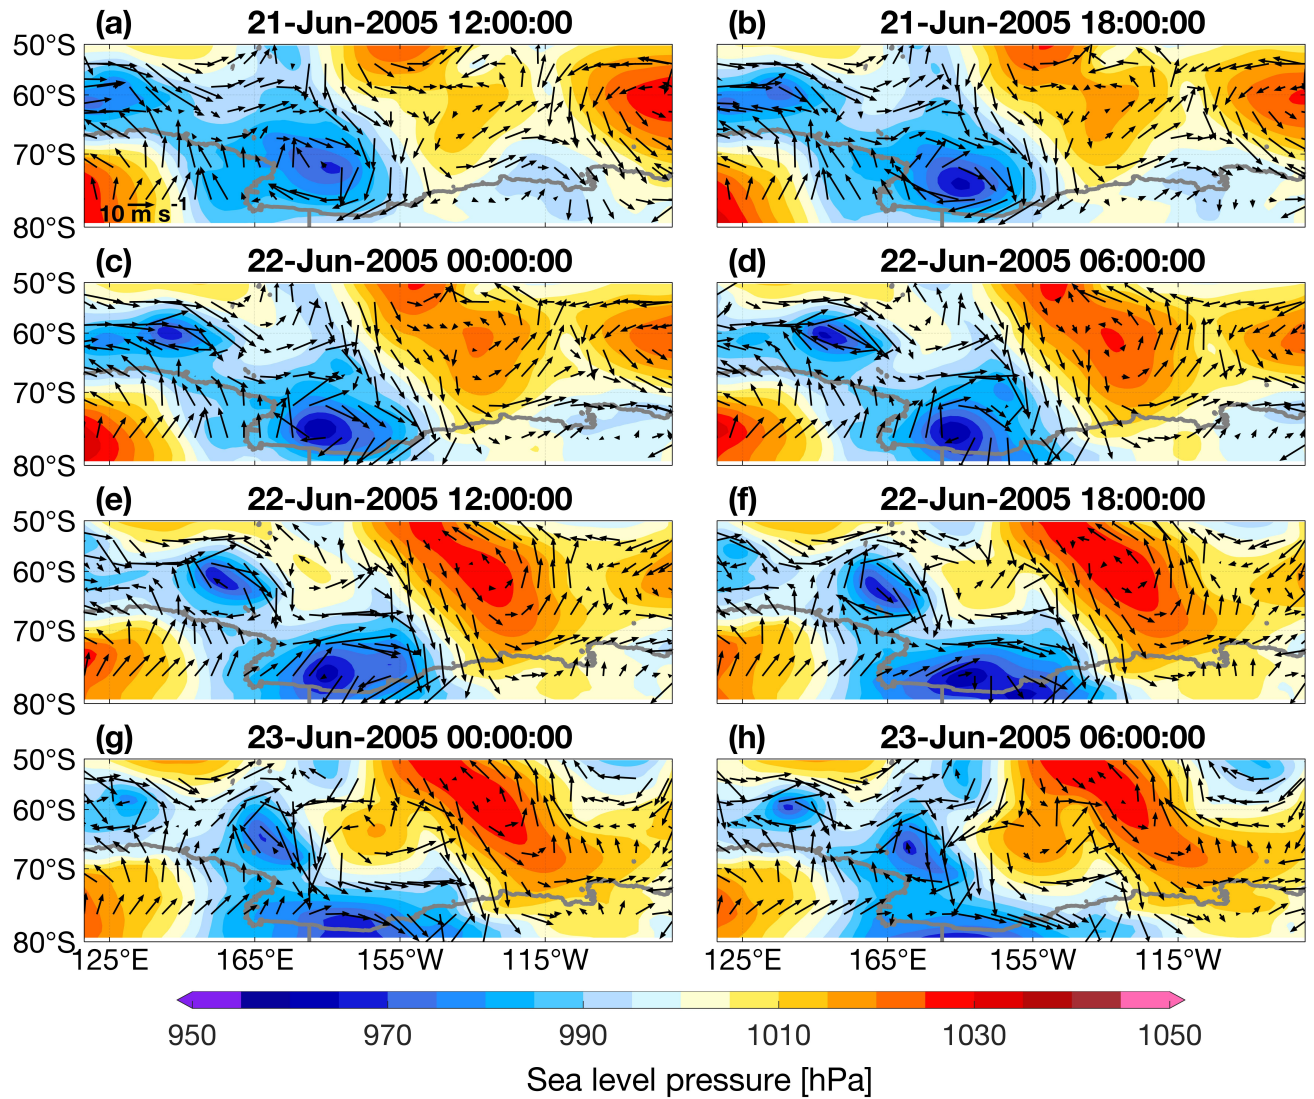 (a) 21-Jun-2005 12:00:00
(b) 21-Jun-2005 18:00:00
50°S
60°S
70°S
80°S
10 m s⁻¹
(c) 22-Jun-2005 00:00:00
(d) 22-Jun-2005 06:00:00
50°S
60°S
70°S
80°S
(e) 22-Jun-2005 12:00:00
(f) 22-Jun-2005 18:00:00
50°S
60°S
70°S
80°S
(g) 23-Jun-2005 00:00:00
(h) 23-Jun-2005 06:00:00
50°S
60°S
70°S
80°S
125°E 165°E 155°W 115°W
125°E 165°E 155°W 115°W
950 970 990 1010 1030 1050
Sea level pressure [hPa]